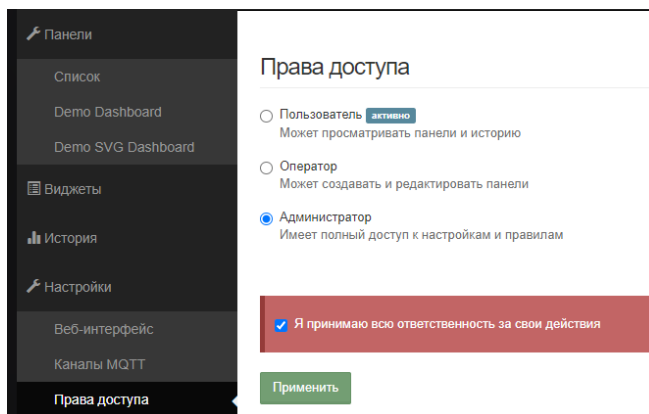 Панели
Список
Demo Dashboard
Demo SVG Dashboard
Виджеты
История
Настройки
Веб-интерфейс
Каналы MQTT
Права доступа
Права доступа
Пользователь активно
Может просматривать панели и историю
Оператор
Может создавать и редактировать панели
Администратор
Имеет полный доступ к настройкам и правилам
Я принимаю всю ответственность за свои действия
Применить